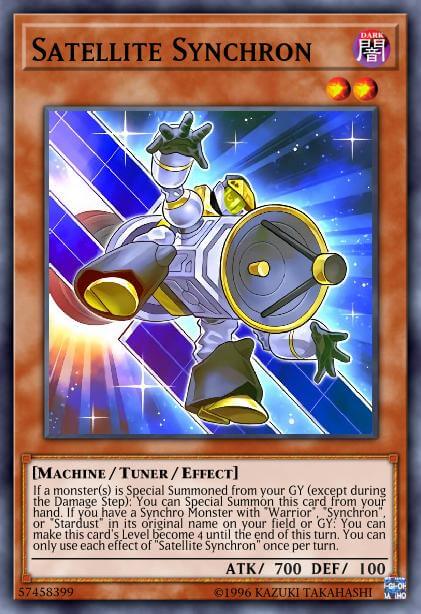 Satellite Synchron
DARK
闇
[Machine / Tuner / Effect]
If a monster(s) is Special Summoned from your GY (except during
the Damage Step): You can Special Summon this card from your
hand. If you have a Synchro Monster with "Warrior", "Synchron",
or "Stardust" in its original name on your field or GY: You can
make this card's Level become 4 until the end of this turn. You can
only use each effect of "Satellite Synchron" once per turn.
ATK/ 700 DEF/ 100
57458399
©1996 KAZUKI TAKAHASHI